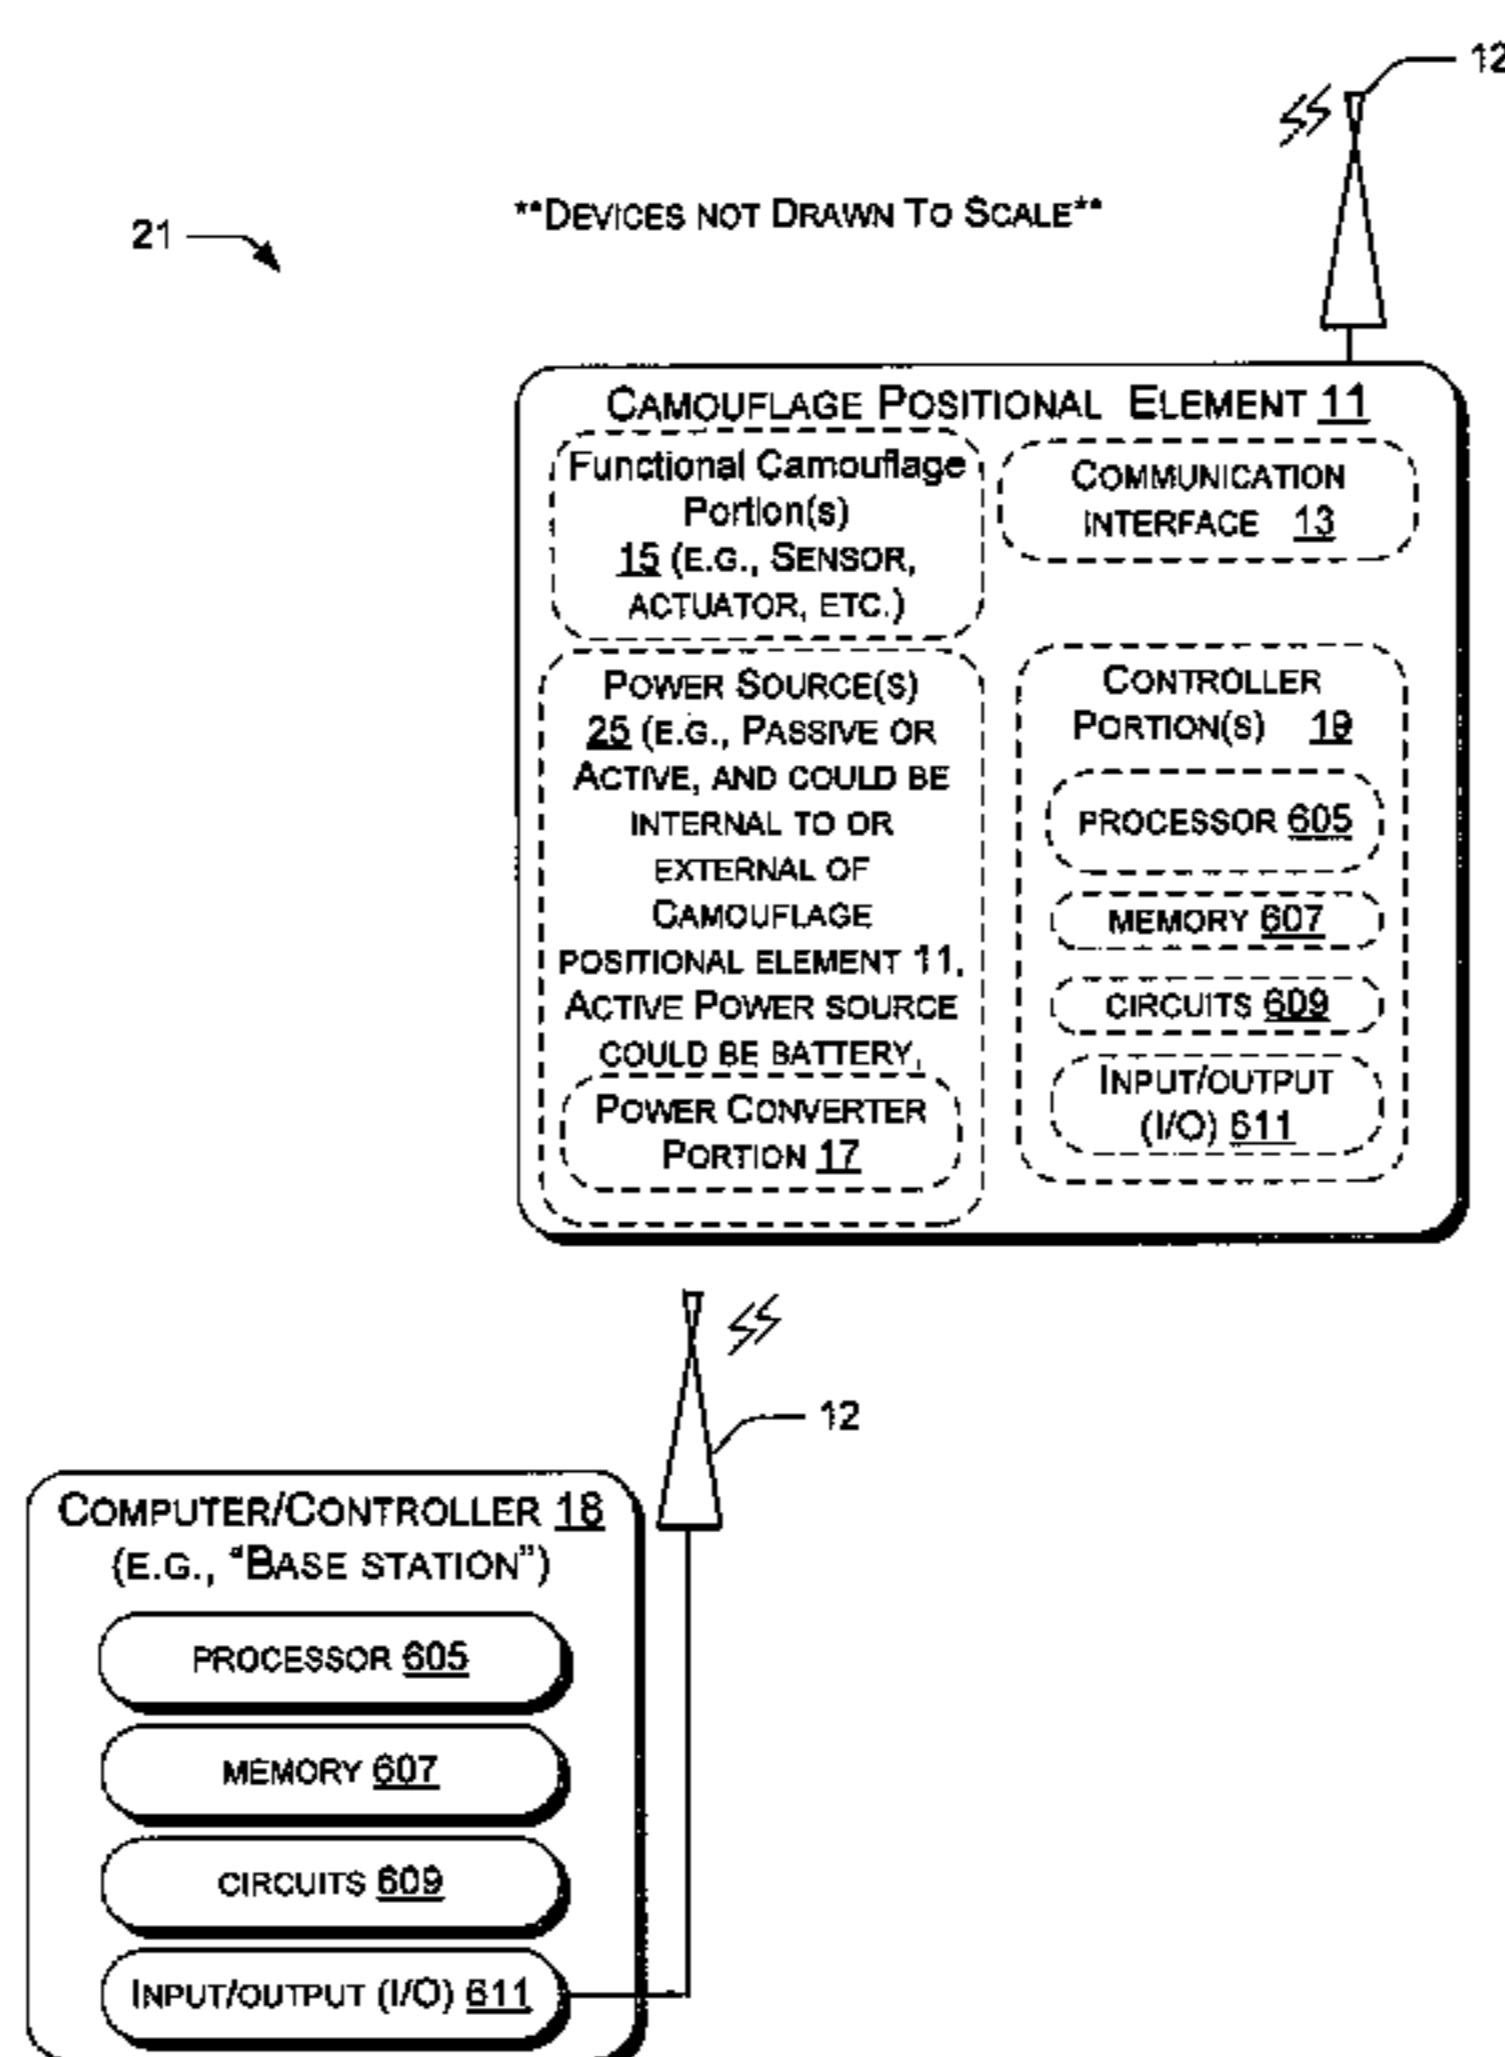 12
21
**DEVICES NOT DRAWN TO SCALE**
CAMOUFLAGE POSITIONAL ELEMENT 11
Functional Camouflage
Portion(s)
15 (E.G., SENSOR,
ACTUATOR, ETC.)
COMMUNICATION
INTERFACE 13
POWER SOURCE(S)
25 (E.G., PASSIVE OR
ACTIVE, AND COULD BE
INTERNAL TO OR
EXTERNAL OF
CAMOUFLAGE
POSITIONAL ELEMENT 11,
ACTIVE POWER SOURCE
COULD BE BATTERY,
POWER CONVERTER
PORTION 17
CONTROLLER
PORTION(S) 19
PROCESSOR 605
MEMORY 607
CIRCUITS 609
INPUT/OUTPUT
(I/O) 611
12
COMPUTER/CONTROLLER 18
(E.G., "BASE STATION")
PROCESSOR 605
MEMORY 607
CIRCUITS 609
INPUT/OUTPUT (I/O) 611